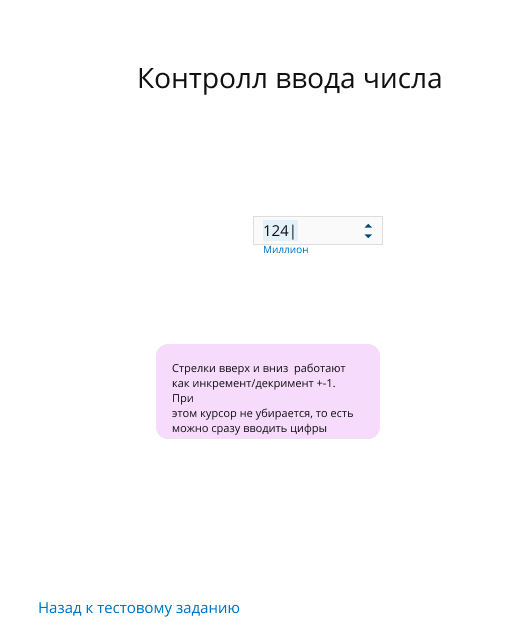 Контролл ввода числа
124|
Миллион
Стрелки вверх и вниз работают
как инкремент/декримент +-1.
При
этом курсор не убирается, то есть
можно сразу вводить цифры
Назад к тестовому заданию